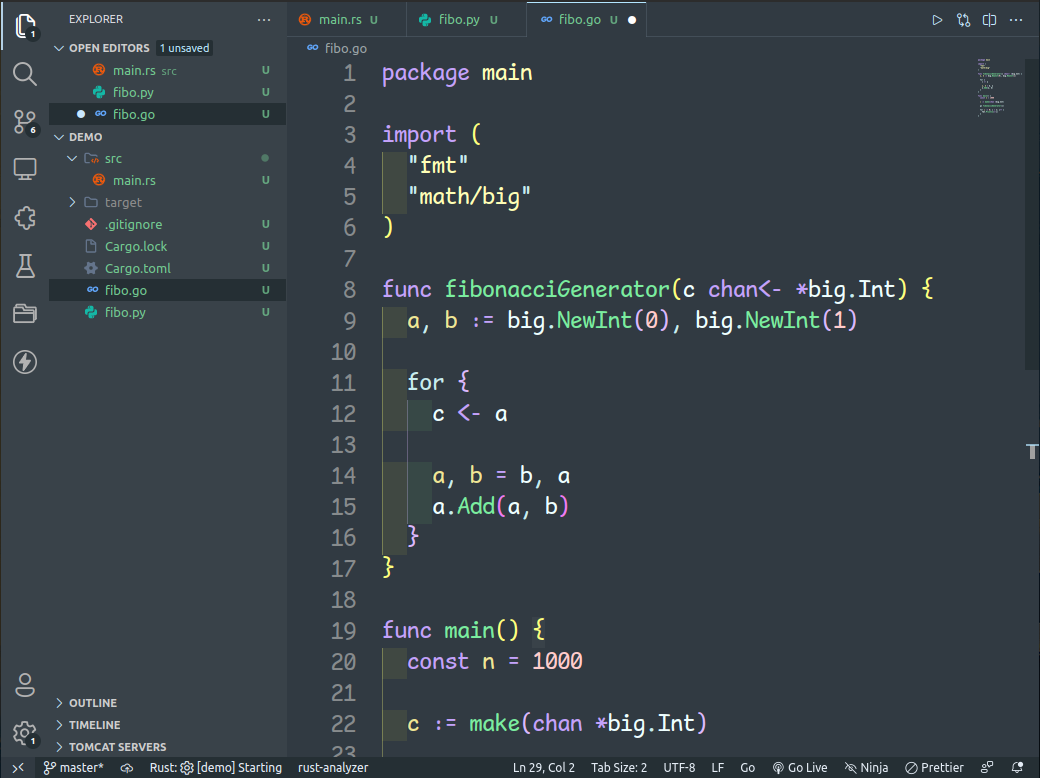 EXPLORER
OPEN EDITORS 1 unsaved
main.rs src U
fibo.py U
fibo.go U
DEMO
src
main.rs U
target
.gitignore U
Cargo.lock U
Cargo.toml U
fibo.go U
fibo.py U
OUTLINE
TIMELINE
TOMCAT SERVERS
1
6
1
main.rs U
fibo.py U
fibo.go U
fibo.go
1 package main
2
3 import (
4 "fmt"
5 "math/big"
6 )
7
8 func fibonacciGenerator(c chan<- *big.Int) {
9 a, b := big.NewInt(0), big.NewInt(1)
10
11 for {
12 c <- a
13
14 a, b = b, a
15 a.Add(a, b)
16 }
17 }
18
19 func main() {
20 const n = 1000
21
22 c := make(chan *big.Int)
23
master* Rust: [demo] Starting rust-analyzer Ln 29, Col 2 Tab Size: 2 UTF-8 LF Go Go Live Ninja Prettier